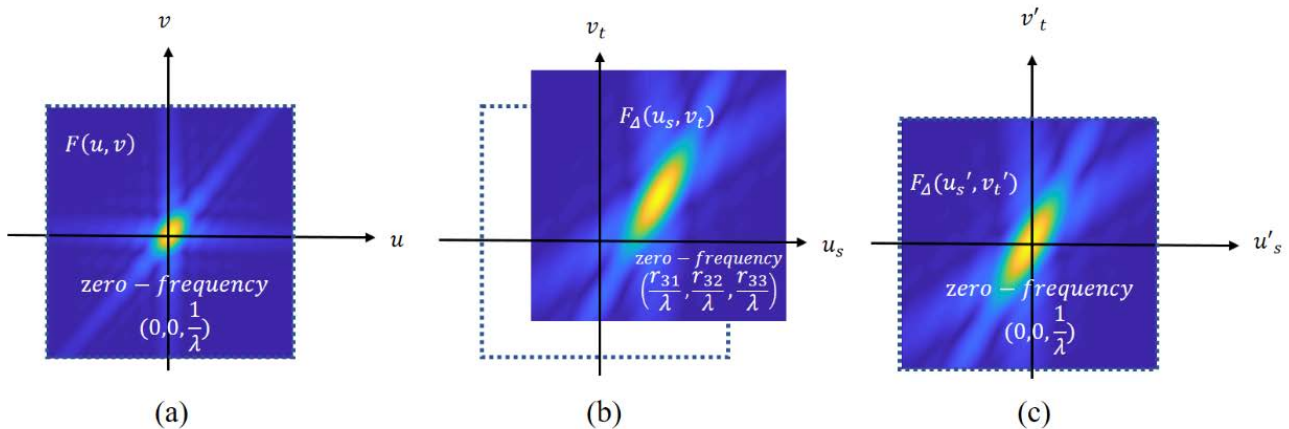 v
F(u, v)
u
zero − frequency
(0,0,1/λ)
(a)
v_t
F_Δ(u_s, v_t)
u_s
zero − frequency
(r_31/λ, r_32/λ, r_33/λ)
(b)
v'_t
F_Δ(u_s', v_t')
u'_s
zero − frequency
(0,0,1/λ)
(c)